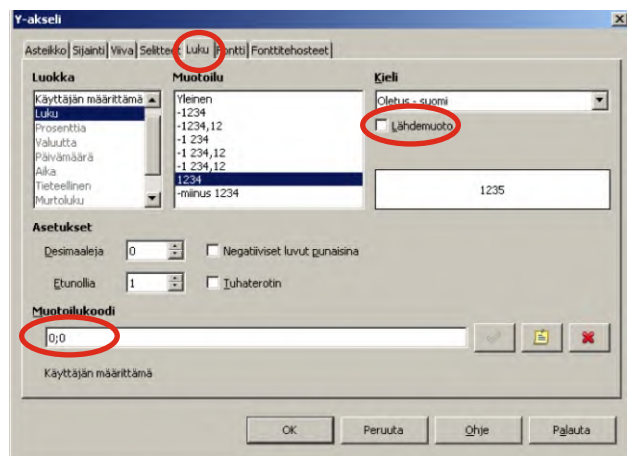 Y-akseli
Asteikko Sijainti Viiva Selitteet Luku Fontti Fonttitehosteet
Luokka
Muotoilu
Kieli
Käyttäjän määrittämä
Luku
Prosenttia
Valuutta
Päivämäärä
Aika
Tieteellinen
Murtoluku
Yleinen
-1234
-1234,12
-1 234
-1 234,12
-1 234,12
1234
-miinus 1234
Oletus - suomi
Lähdemuoto
1235
Asetukset
Desimaaleja 0
Negatiiviset luvut punaisina
Etunollia 1
Tuhaterotin
Muotoilukoodi
0;0
Käyttäjän määrittämä
OK Peruuta Ohje Palauta